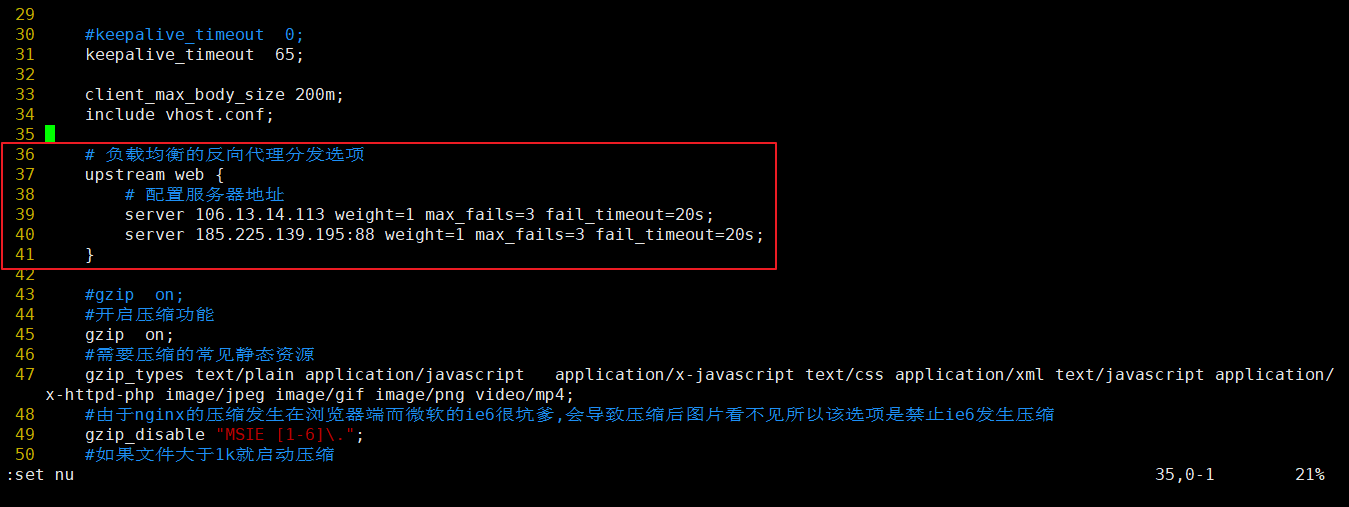 29
30     #keepalive_timeout  0;
31     keepalive_timeout  65;
32
33     client_max_body_size 200m;
34     include vhost.conf;
35
36     # 负载均衡的反向代理分发选项
37     upstream web {
38         # 配置服务器地址
39         server 106.13.14.113 weight=1 max_fails=3 fail_timeout=20s;
40         server 185.225.139.195:88 weight=1 max_fails=3 fail_timeout=20s;
41     }
42
43     #gzip  on;
44     #开启压缩功能
45     gzip  on;
46     #需要压缩的常见静态资源
47     gzip_types text/plain application/javascript   application/x-javascript text/css application/xml text/javascript application/
x-httpd-php image/jpeg image/gif image/png video/mp4;
48     #由于nginx的压缩发生在浏览器端而微软的ie6很坑爹,会导致压缩后图片看不见所以该选项是禁止ie6发生压缩
49     gzip_disable "MSIE [1-6]\.";
50     #如果文件大于1k就启动压缩
:set nu 35,0-1 21%